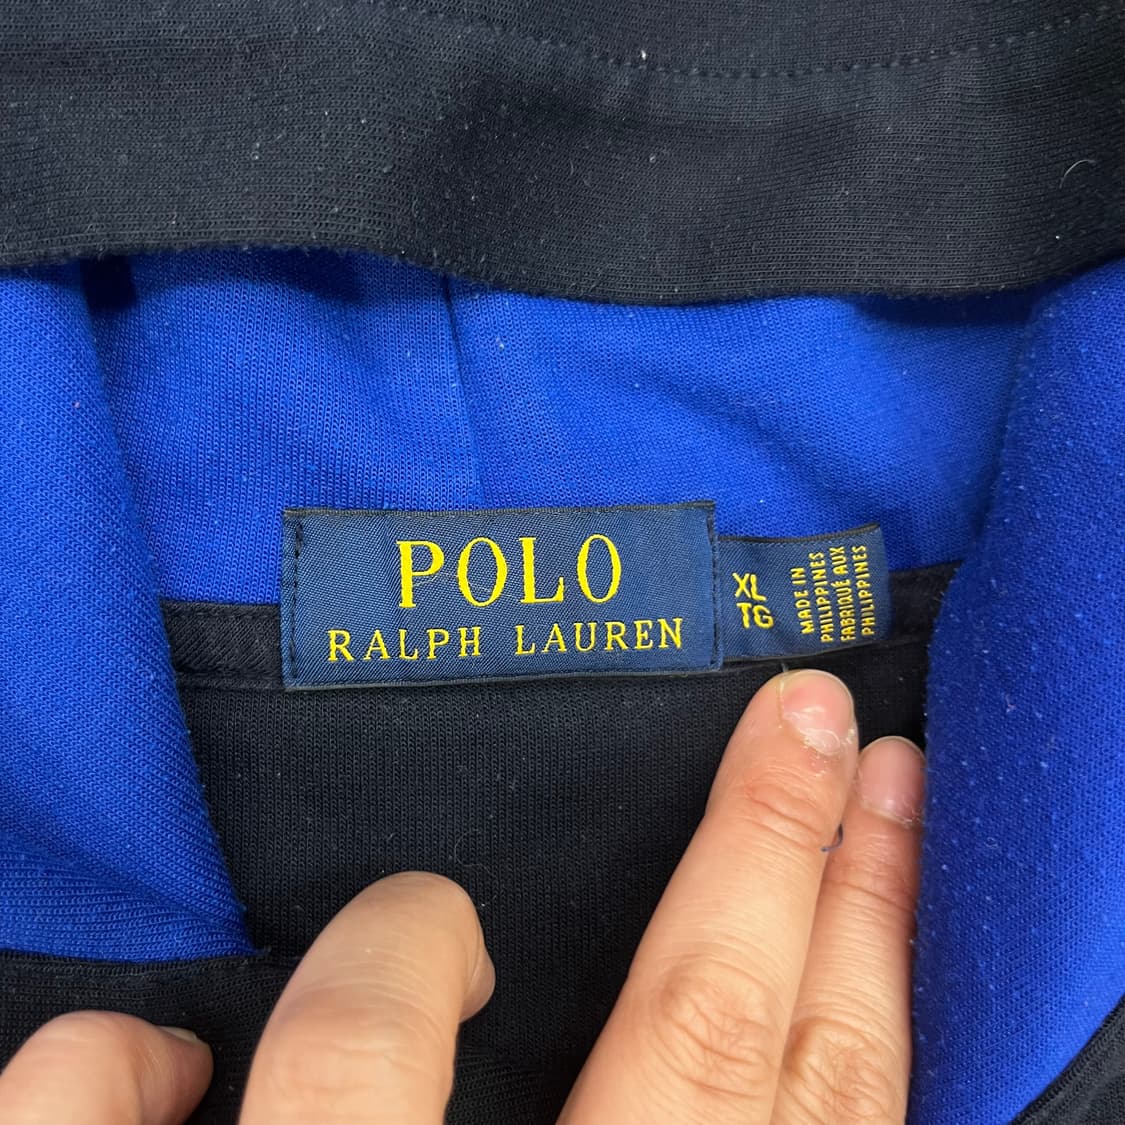 POLO
RALPH LAUREN
XL
TG
MADE IN
PHILIPPINES
FABRIQUÉ AUX
PHILIPPINES